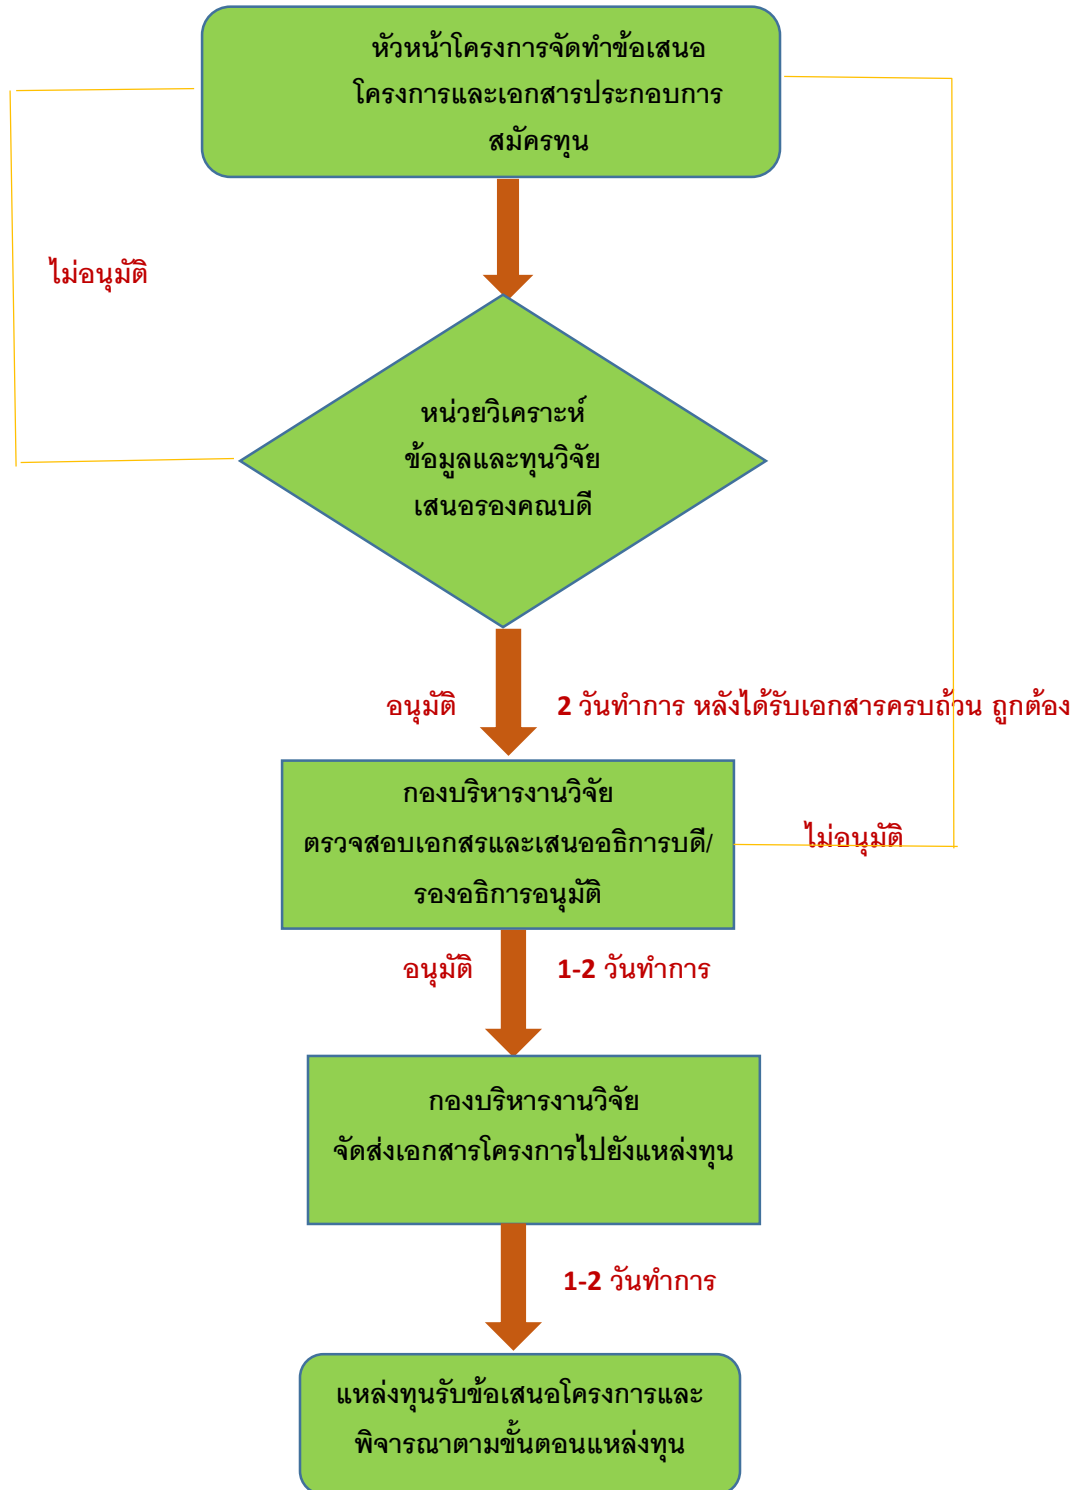 หัวหน้าโครงการจัดทำข้อเสนอ
โครงการและเอกสารประกอบการ
สมัครทุน
ไม่อนุมัติ
หน่วยวิเคราะห์
ข้อมูลและทุนวิจัย
เสนอรองคณบดี
อนุมัติ 2 วันทำการ หลังได้รับเอกสารครบถ้วน ถูกต้อง
กองบริหารงานวิจัย
ตรวจสอบเอกสรและเสนออธิการบดี/
รองอธิการอนุมัติ
ไม่อนุมัติ
อนุมัติ 1-2 วันทำการ
กองบริหารงานวิจัย
จัดส่งเอกสารโครงการไปยังแหล่งทุน
1-2 วันทำการ
แหล่งทุนรับข้อเสนอโครงการและ
พิจารณาตามขั้นตอนแหล่งทุน